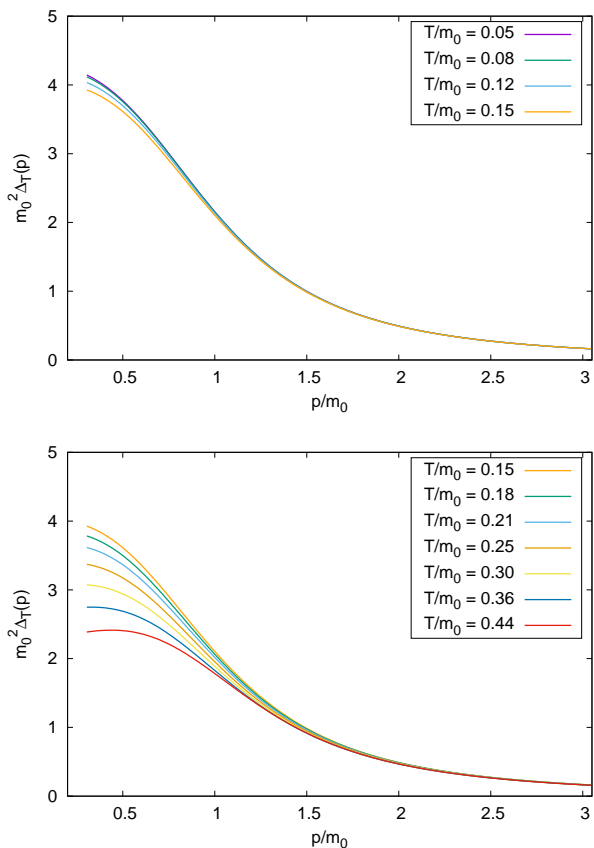 5
4
3
2
1
0
m₀²Δ_T(p)
0.5 1 1.5 2 2.5 3
p/m₀
T/m₀ = 0.05
T/m₀ = 0.08
T/m₀ = 0.12
T/m₀ = 0.15
5
4
3
2
1
0
m₀²Δ_T(p)
0.5 1 1.5 2 2.5 3
p/m₀
T/m₀ = 0.15
T/m₀ = 0.18
T/m₀ = 0.21
T/m₀ = 0.25
T/m₀ = 0.30
T/m₀ = 0.36
T/m₀ = 0.44